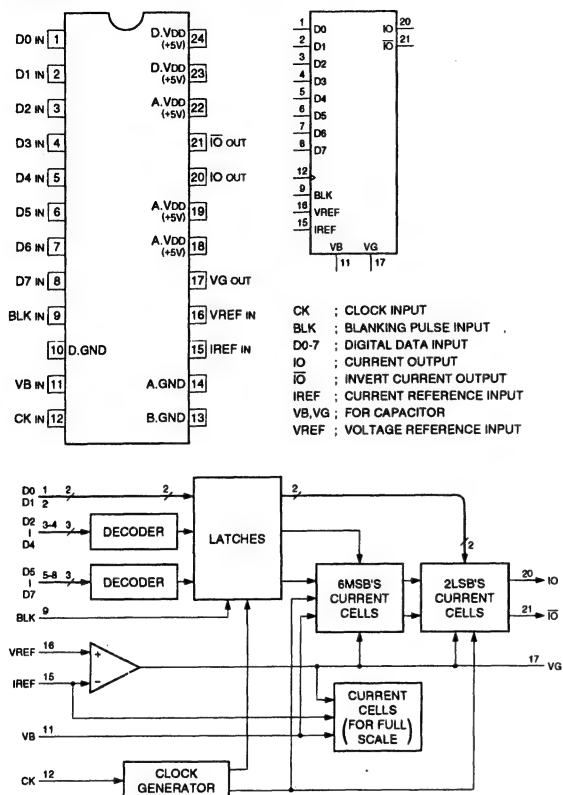 D0 IN 1
D1 IN 2
D2 IN 3
D3 IN 4
D4 IN 5
D5 IN 6
D6 IN 7
D7 IN 8
BLK IN 9
10 D.GND
VB IN 11
CK IN 12
D.VDD (+5V) 24
D.VDD (+5V) 23
A.VDD (+5V) 22
21 IO OUT
20 IO OUT
A.VDD (+5V) 19
A.VDD (+5V) 18
17 VG OUT
16 VREF IN
15 IREF IN
A.GND 14
B.GND 13
1 D0
2 D1
3 D2
4 D3
5 D4
6 D5
7 D6
8 D7
12
9 BLK
16 VREF
15 IREF
IO 20
IO 21
VB VG
11 17
CK ; CLOCK INPUT
BLK ; BLANKING PULSE INPUT
D0-7 ; DIGITAL DATA INPUT
IO ; CURRENT OUTPUT
IO ; INVERT CURRENT OUTPUT
IREF ; CURRENT REFERENCE INPUT
VB,VG ; FOR CAPACITOR
VREF ; VOLTAGE REFERENCE INPUT
D0 1 2 2
D1 2
D2 3-4 3
D4
DECODER
D5 5-8 3
D7
DECODER
BLK 9
LATCHES
2
2
6MSB'S
CURRENT
CELLS
2LSB'S
CURRENT
CELLS
20 IO
21 IO
VREF 16
+
IREF 15
-
17 VG
CURRENT
CELLS
(FOR FULL
SCALE)
VB 11
CK 12
CLOCK
GENERATOR